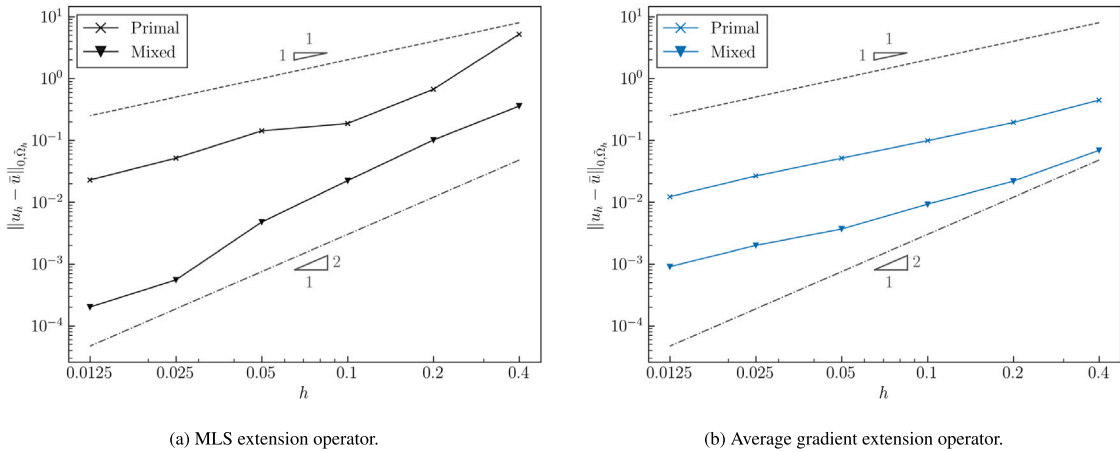 Primal
Mixed
10^1
10^0
10^{-1}
10^{-2}
10^{-3}
10^{-4}
‖u_h − ū‖_{0,Ω̃_h}
1
1
2
1
0.0125 0.025 0.05 0.1 0.2 0.4
h
(a) MLS extension operator.
Primal
Mixed
10^1
10^0
10^{-1}
10^{-2}
10^{-3}
10^{-4}
‖u_h − ū‖_{0,Ω̃_h}
1
1
2
1
0.0125 0.025 0.05 0.1 0.2 0.4
h
(b) Average gradient extension operator.